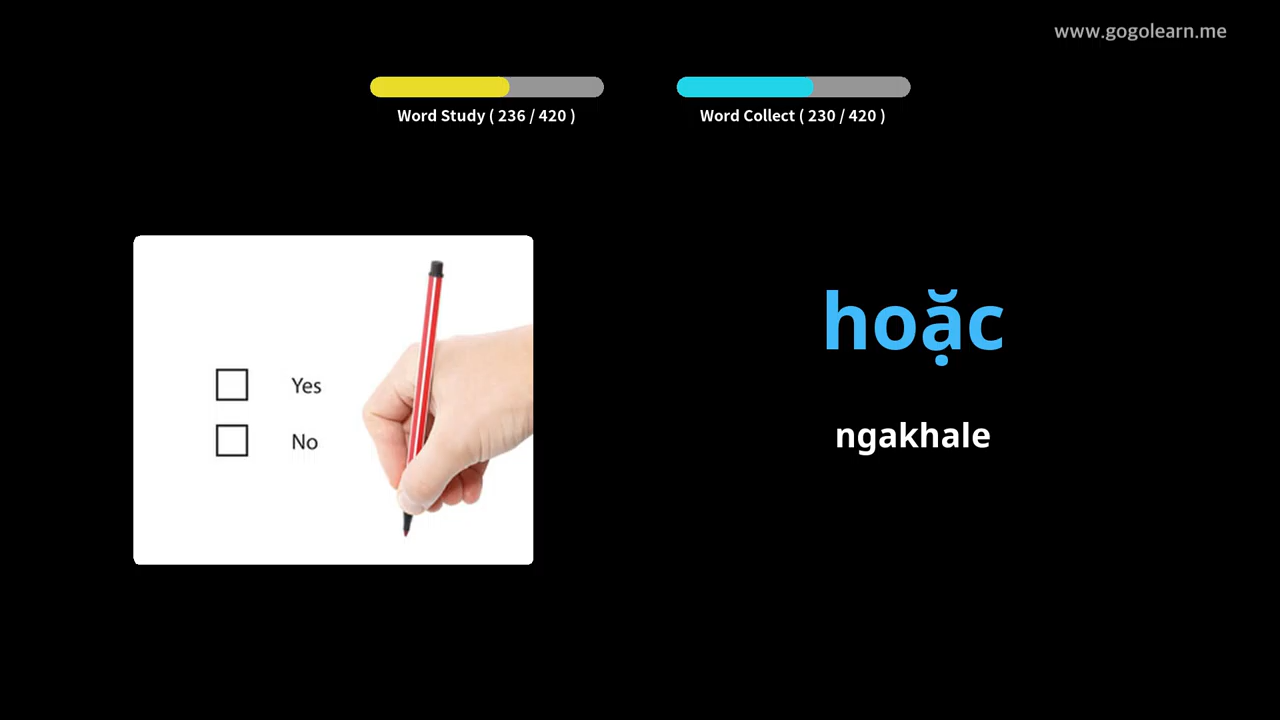 www.gogolearn.me
Word Study ( 236 / 420 )
Word Collect ( 230 / 420 )
Yes
No
hoặc
ngakhale